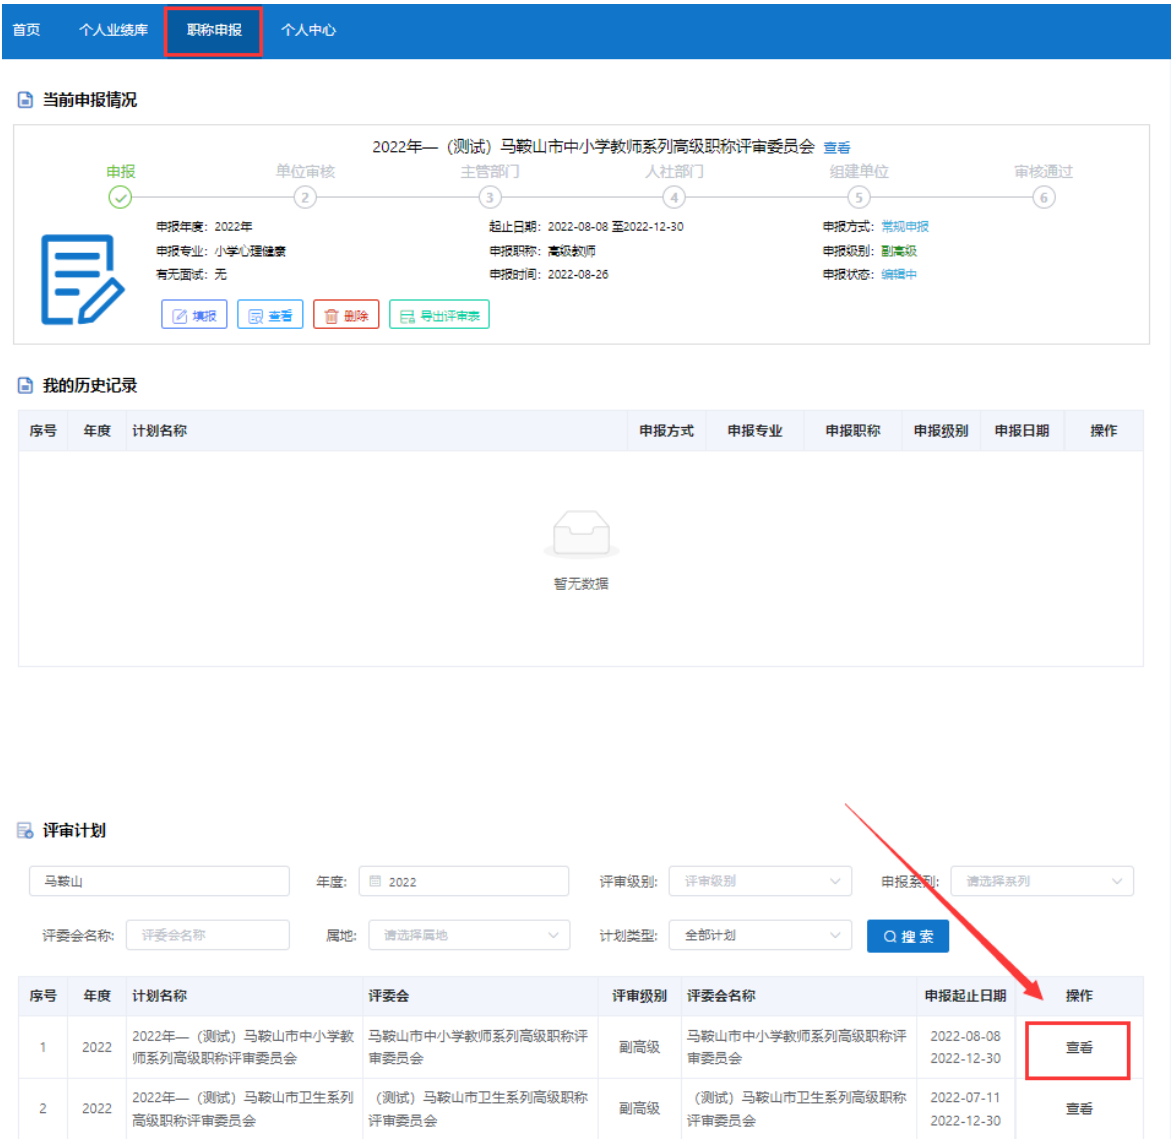 首页 个人业绩库 职称申报 个人中心
当前申报情况
2022年—（测试）马鞍山市中小学教师系列高级职称评审委员会 查看
申报 单位审核 主管部门 人社部门 组建单位 审核通过
2 3 4 5 6
申报年度：2022年 起止日期：2022-08-08 至2022-12-30 申报方式：常规申报
申报专业：小学心理健康 申报职称：高级教师 申报级别：副高级
有无面试：无 申报时间：2022-08-26 申报状态：编辑中
填报 查看 删除 导出评审表
我的历史记录
序号 年度 计划名称 申报方式 申报专业 申报职称 申报级别 申报日期 操作
暂无数据
评审计划
马鞍山 年度: 2022 评审级别: 评审级别 申报系列: 请选择系列
评委会名称: 评委会名称 属地: 请选择属地 计划类型: 全部计划 搜索
序号 年度 计划名称 评委会 评审级别 评委会名称 申报起止日期 操作
2022年—（测试）马鞍山市中小学教 马鞍山市中小学教师系列高级职称评 马鞍山市中小学教师系列高级职称评 2022-08-08
1 2022 副高级 查看
师系列高级职称评审委员会 审委员会 审委员会 2022-12-30
2022年—（测试）马鞍山市卫生系列 （测试）马鞍山市卫生系列高级职称 （测试）马鞍山市卫生系列高级职称 2022-07-11
2 2022 副高级 查看
高级职称评审委员会 评审委员会 评审委员会 2022-12-30